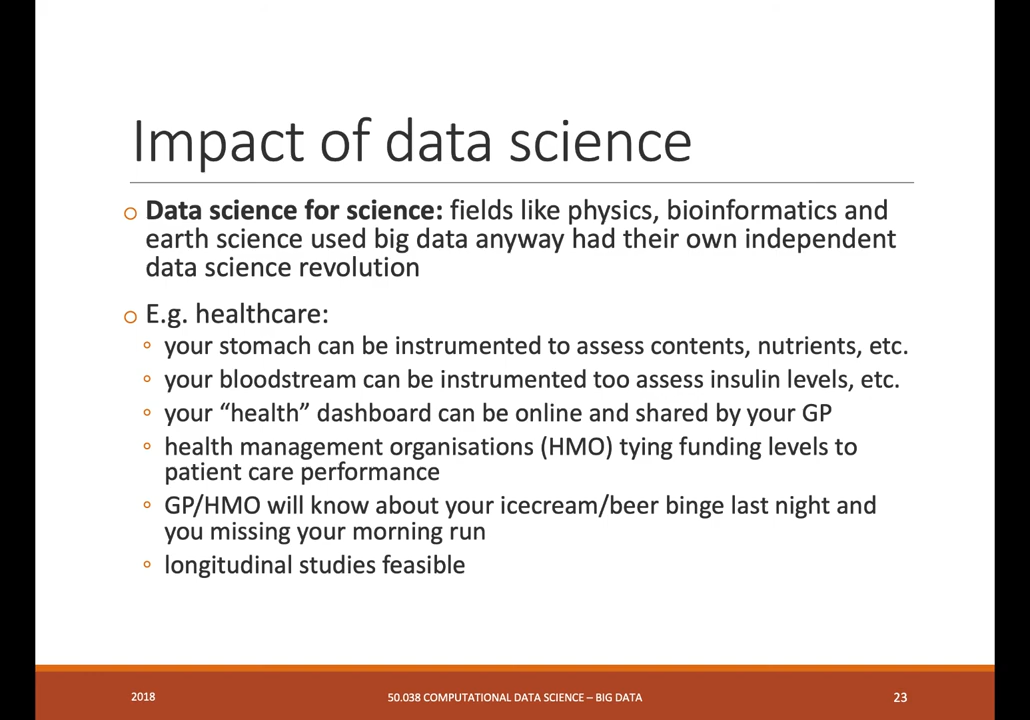 Impact of data science
Data science for science: fields like physics, bioinformatics and
earth science used big data anyway had their own independent
data science revolution
E.g. healthcare:
your stomach can be instrumented to assess contents, nutrients, etc.
your bloodstream can be instrumented too assess insulin levels, etc.
your “health” dashboard can be online and shared by your GP
health management organisations (HMO) tying funding levels to
patient care performance
GP/HMO will know about your icecream/beer binge last night and
you missing your morning run
longitudinal studies feasible
2018
50.038 COMPUTATIONAL DATA SCIENCE – BIG DATA
23